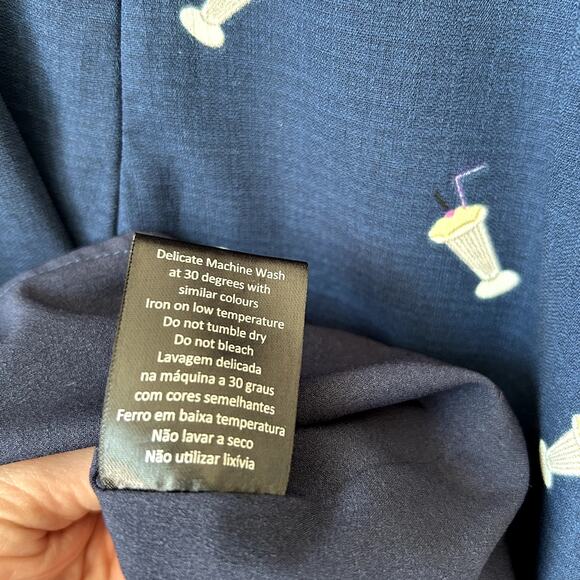 Delicate Machine Wash
at 30 degrees with
similar colours
Iron on low temperature
Do not tumble dry
Do not bleach
Lavagem delicada
na máquina a 30 graus
com cores semelhantes
Ferro em baixa temperatura
Não lavar a seco
Não utilizar lixívia